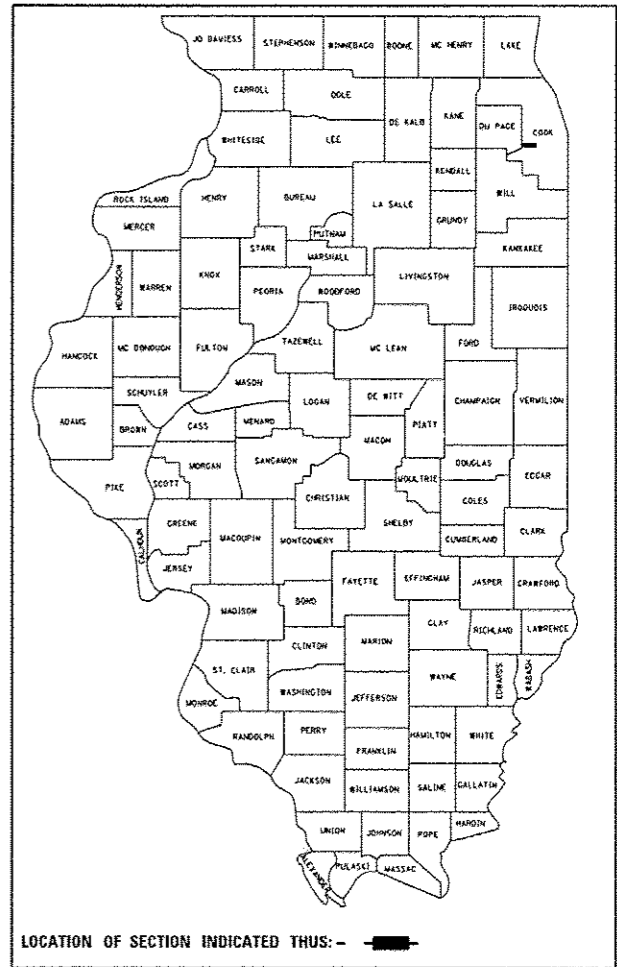 JO DAVIESS STEPHENSON WINNEBAGO BOONE MC HENRY LAKE
CARROLL OGLE
DE KALB KANE DU PAGE COOK
WHITESIDE LEE
KENDALL WILL
ROCK ISLAND HENRY BUREAU LA SALLE GRUNDY
MERCER PUTNAM
STARK MARSHALL KANKAKEE
HENDERSON WARREN KNOX PEORIA WOODFORD LIVINGSTON IROQUOIS
HANCOCK MC DONOUGH FULTON TAZEWELL MC LEAN FORD
MASON
SCHUYLER LOGAN DE WITT CHAMPAIGN VERMILION
ADAMS BROWN CASS MENARD PIATT
MACON
MORGAN SANGAMON DOUGLAS
PIKE SCOTT MOULTRIE EDGAR
CHRISTIAN COLES
GREENE SHELBY
CALHOUN MACOUPIN MONTGOMERY CUMBERLAND CLARK
JERSEY
FAYETTE EFFINGHAM JASPER CRAWFORD
MADISON BOND
CLAY
CLINTON MARION RICHLAND LAWRENCE
ST. CLAIR
WASHINGTON JEFFERSON WAYNE EDWARDS WABASH
MONROE
RANDOLPH PERRY HAMILTON WHITE
FRANKLIN
JACKSON WILLIAMSON SALINE GALLATIN
UNION JOHNSON POPE HARDIN
ALEXANDER PULASKI MASSAC
LOCATION OF SECTION INDICATED THUS: - -